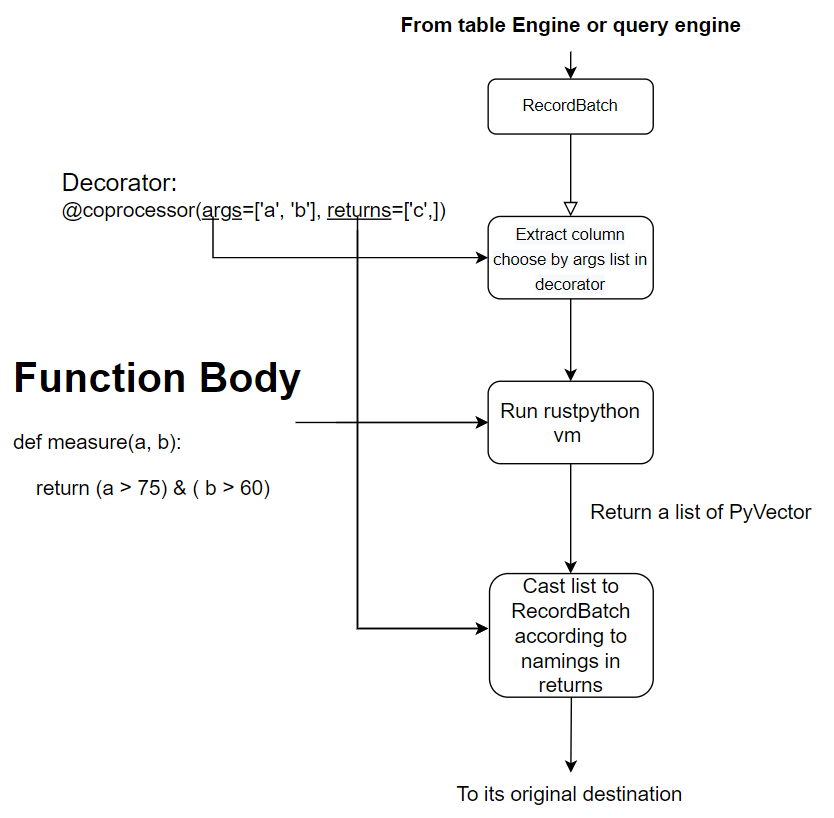 From table Engine or query engine
RecordBatch
Decorator:
@coprocessor(args=['a', 'b'], returns=['c',])
Extract column
choose by args list in
decorator
Function Body
def measure(a, b):
return (a > 75) & ( b > 60)
Run rustpython
vm
Return a list of PyVector
Cast list to
RecordBatch
according to
namings in
returns
To its original destination